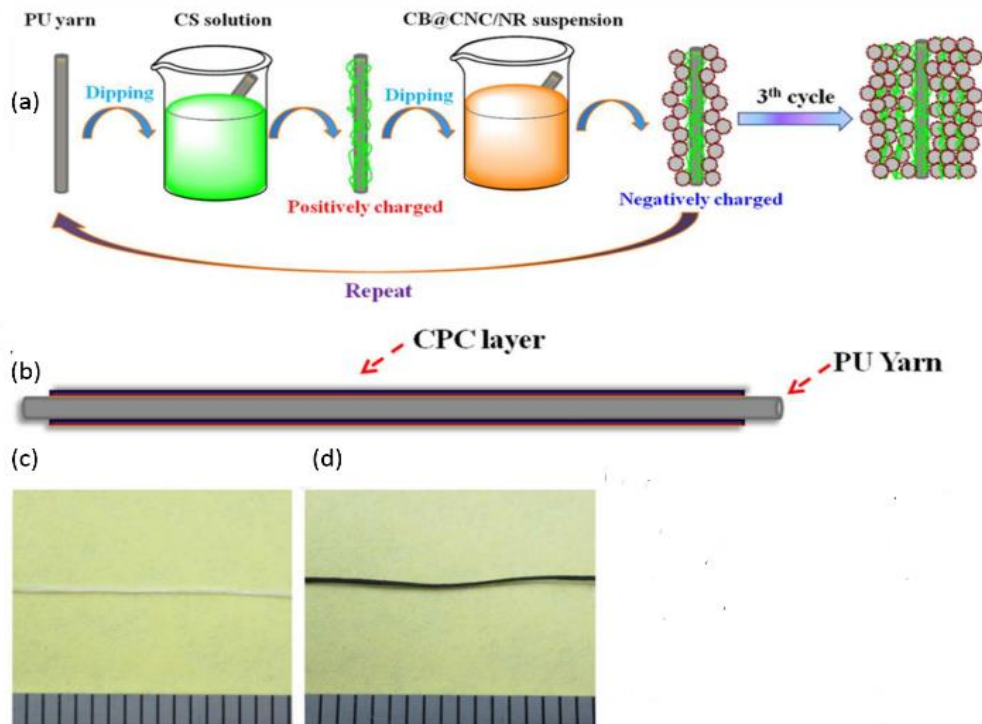 PU yarn
CS solution
CB@CNC/NR suspension
(a)
Dipping
Dipping
3th cycle
Positively charged
Negatively charged
Repeat
CPC layer
(b)
PU Yarn
(c)
(d)